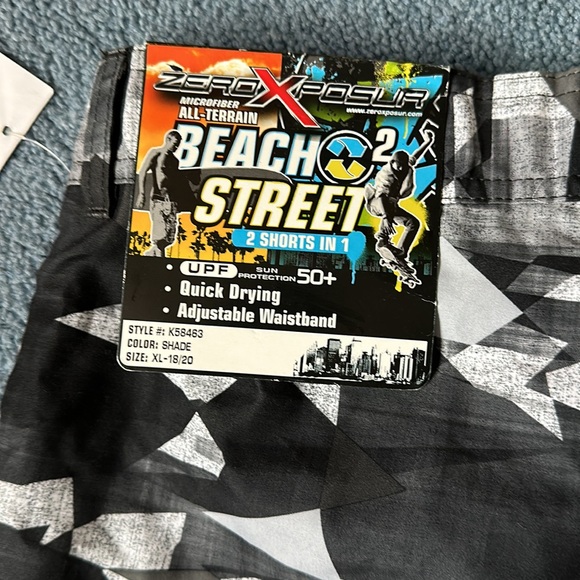 ZEROXPOSUR
www.zeroxposur.com
MICROFIBER
ALL-TERRAIN
BEACH 2
STREET
2 SHORTS IN 1
• UPF SUN PROTECTION 50+
• Quick Drying
• Adjustable Waistband
STYLE #: K58463
COLOR: SHADE
SIZE: XL-18/20